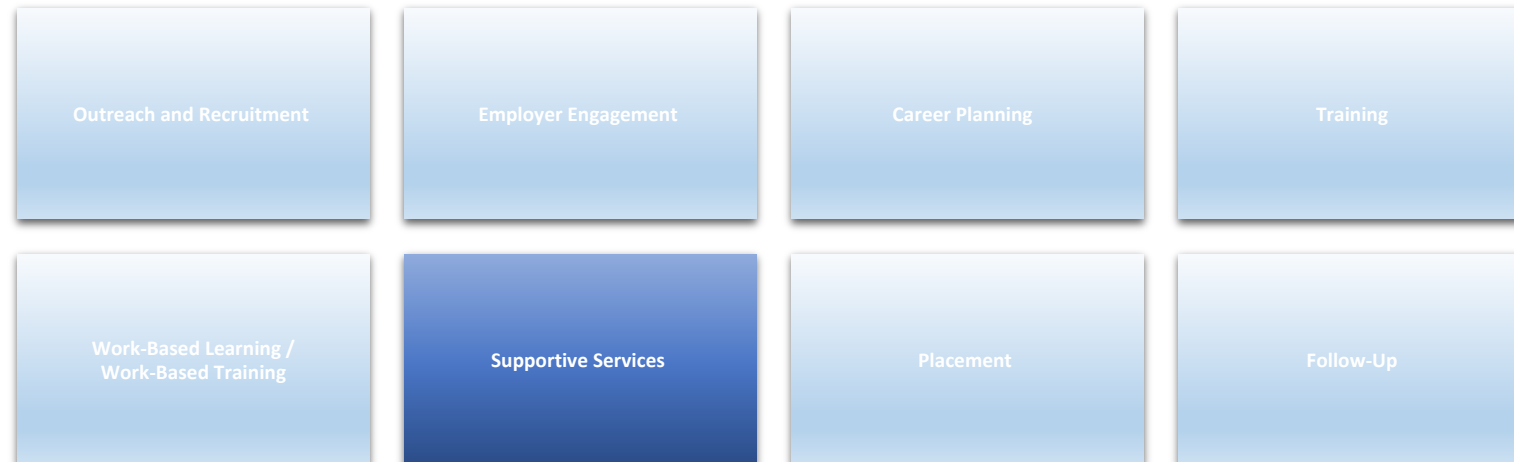 Outreach and Recruitment
Employer Engagement
Career Planning
Training
Work-Based Learning /
Work-Based Training
Supportive Services
Placement
Follow-Up